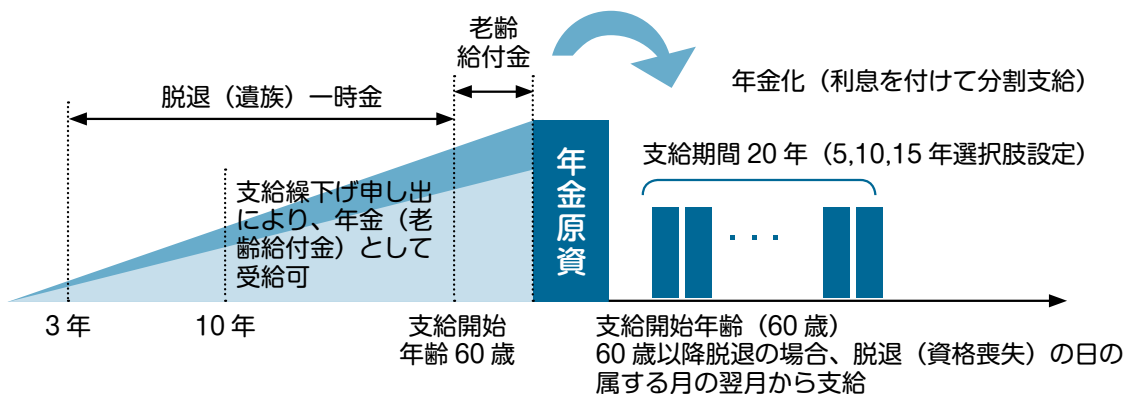 老齢
給付金
脱退（遺族）一時金
年金化（利息を付けて分割支給）
支給期間 20 年（5,10,15 年選択肢設定）
年金原資
支給繰下げ申し出
により、年金（老
齢給付金）として
受給可
・・・
3 年
10 年
支給開始
年齢 60 歳
支給開始年齢（60 歳）
60 歳以降脱退の場合、脱退（資格喪失）の日の
属する月の翌月から支給